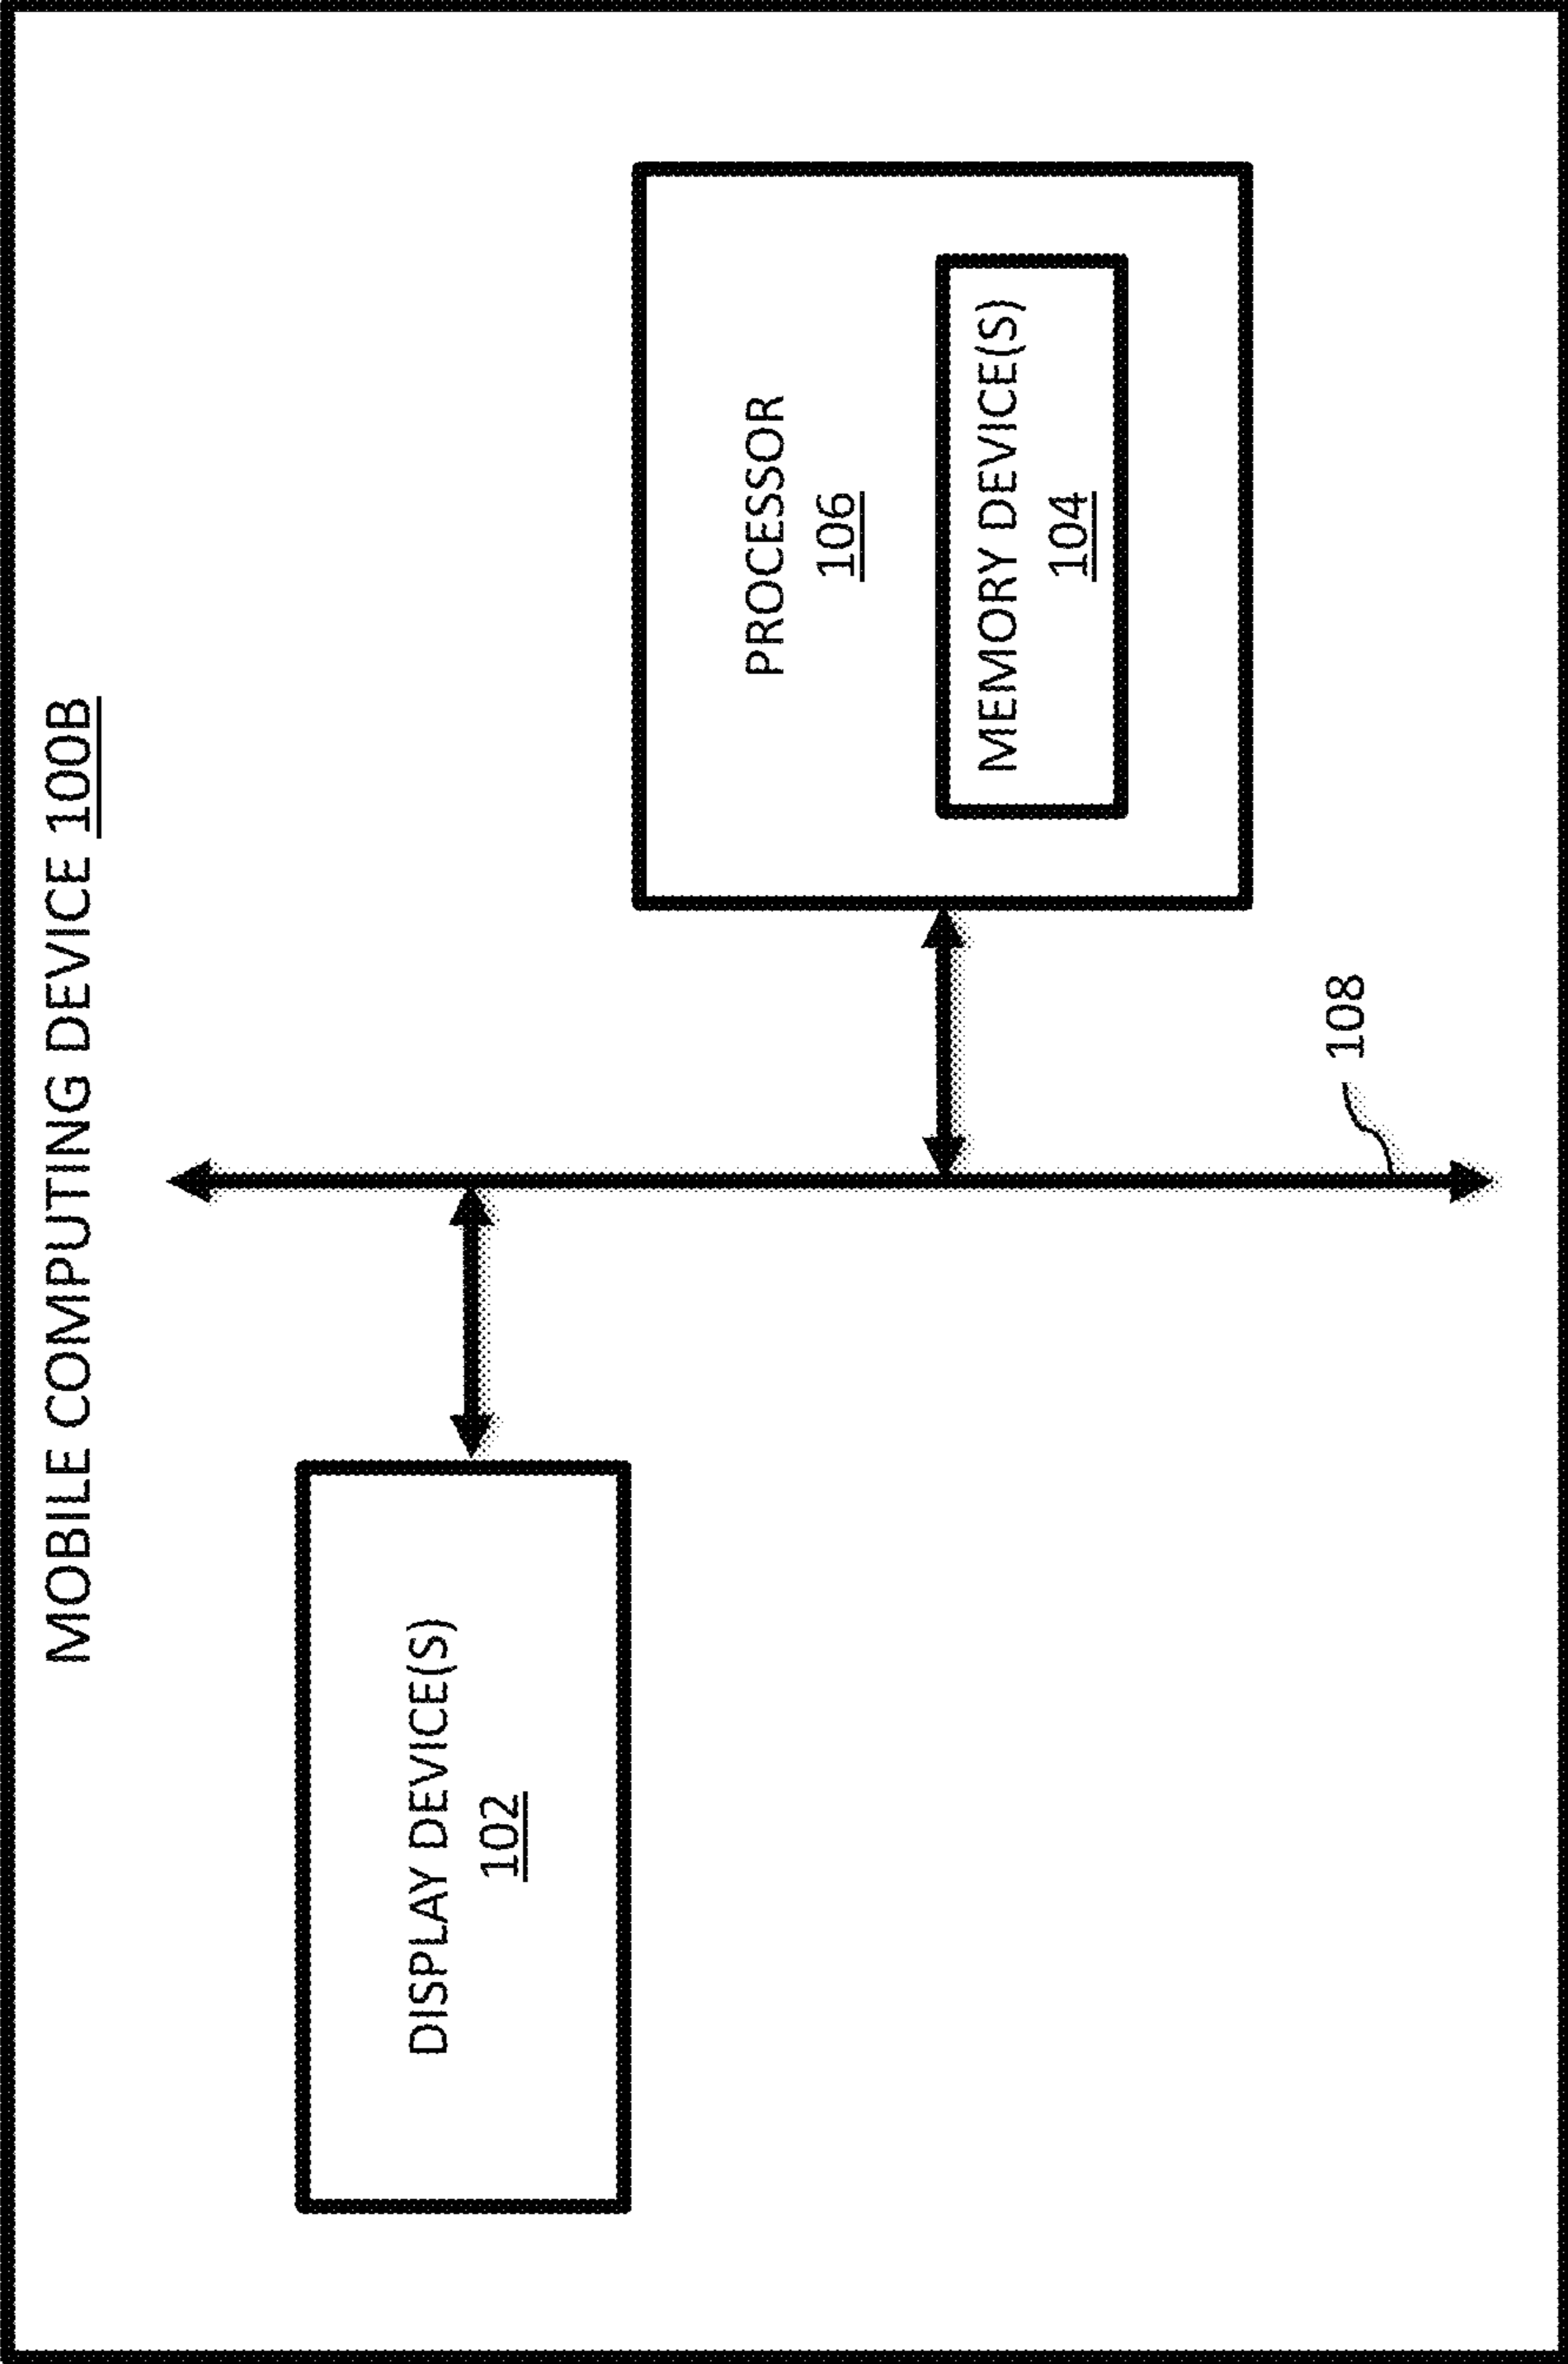 MOBILE COMPUTING DEVICE 100B
DISPLAY DEVICE(S)
102
PROCESSOR
106
MEMORY DEVICE(S)
104
108